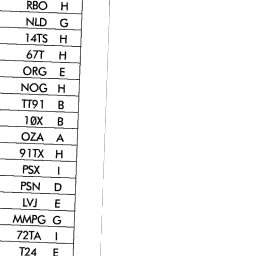 RBO H
NLD G
14TS H
67T H
ORG E
NOG H
TT91 B
10X B
OZA A
91TX H
PSX I
PSN D
LVJ E
MMPG G
72TA I
T24 E